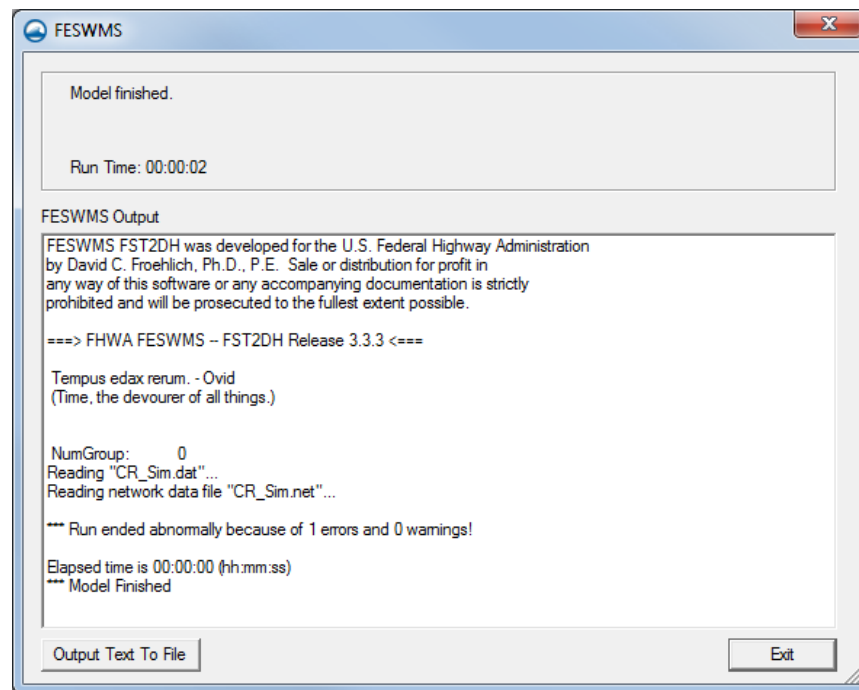 FESWMS
Model finished.
Run Time: 00:00:02
FESWMS Output
FESWMS FST2DH was developed for the U.S. Federal Highway Administration
by David C. Froehlich, Ph.D., P.E.  Sale or distribution for profit in
any way of this software or any accompanying documentation is strictly
prohibited and will be prosecuted to the fullest extent possible.
===> FHWA FESWMS -- FST2DH Release 3.3.3 <===
Tempus edax rerum. - Ovid
(Time, the devourer of all things.)
NumGroup:          0
Reading "CR_Sim.dat"...
Reading network data file "CR_Sim.net"...
*** Run ended abnormally because of 1 errors and 0 warnings!
Elapsed time is 00:00:00 (hh:mm:ss)
*** Model Finished
Output Text To File
Exit